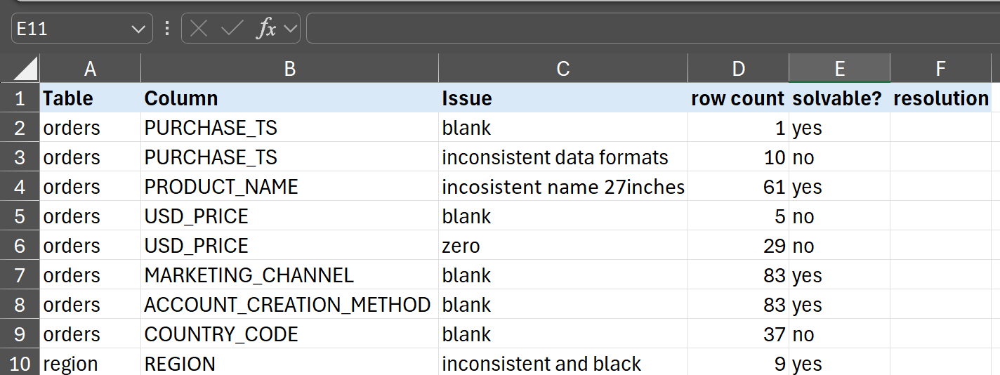 E11 fx
A B C D E F
1 Table Column Issue row count solvable? resolution
2 orders PURCHASE_TS blank 1 yes
3 orders PURCHASE_TS inconsistent data formats 10 no
4 orders PRODUCT_NAME incosistent name 27inches 61 yes
5 orders USD_PRICE blank 5 no
6 orders USD_PRICE zero 29 no
7 orders MARKETING_CHANNEL blank 83 yes
8 orders ACCOUNT_CREATION_METHOD blank 83 yes
9 orders COUNTRY_CODE blank 37 no
10 region REGION inconsistent and black 9 yes